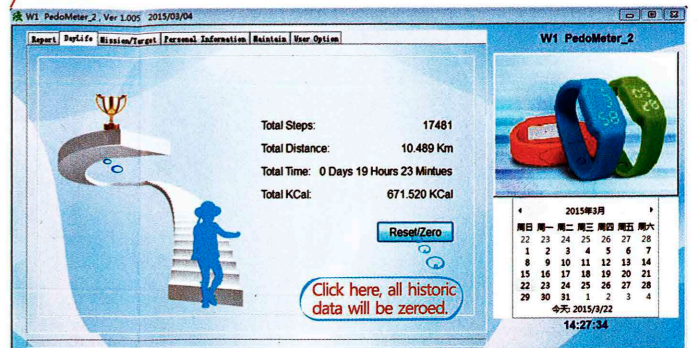 W1 PedoMeter_2 , Ver 1.005 2015/03/04
Report DayLife Mission/Target Personal Information Maintain User Option
W1 PedoMeter_2
Total Steps: 17481
Total Distance: 10.489 Km
Total Time: 0 Days 19 Hours 23 Mintues
Total KCal: 671.520 KCal
Reset/Zero
Click here, all historic
data will be zeroed.
2015年3月
周日 周一 周二 周三 周四 周五 周六
22 23 24 25 26 27 28
1 2 3 4 5 6 7
8 9 10 11 12 13 14
15 16 17 18 19 20 21
22 23 24 25 26 27 28
29 30 31 1 2 3 4
今天: 2015/3/22
14:27:34